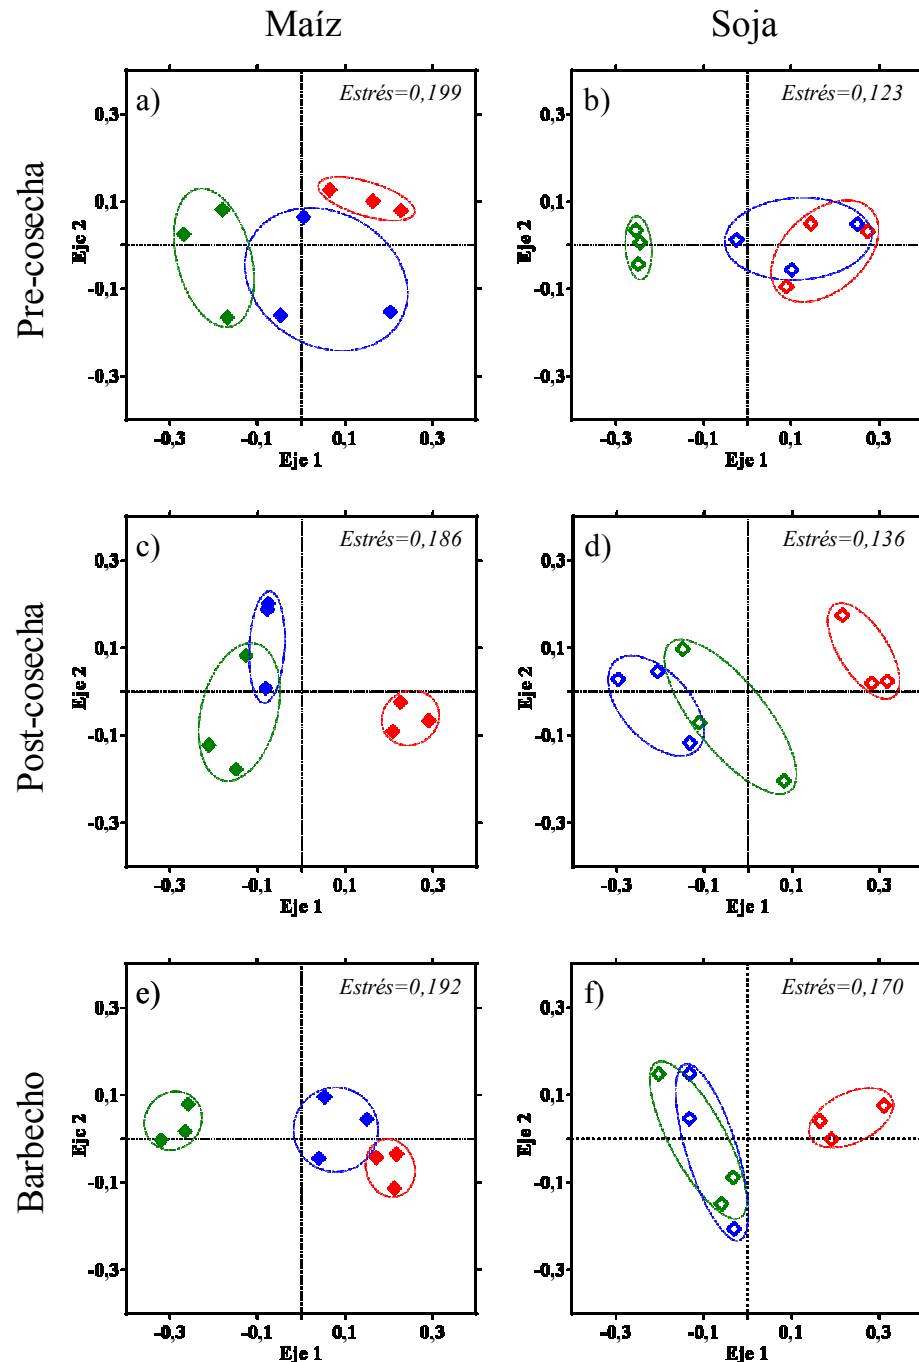 Maíz Soja
Pre-cosecha
a) Estrés=0,199
0,3
0,1
-0,1
-0,3
Eje 2
-0,3 -0,1 0,1 0,3
Eje 1
b) Estrés=0,123
0,3
0,1
-0,1
-0,3
Eje 2
-0,3 -0,1 0,1 0,3
Eje 1
Post-cosecha
c) Estrés=0,186
0,3
0,1
-0,1
-0,3
Eje 2
-0,3 -0,1 0,1 0,3
Eje 1
d) Estrés=0,136
0,3
0,1
-0,1
-0,3
Eje 2
-0,3 -0,1 0,1 0,3
Eje 1
Barbecho
e) Estrés=0,192
0,3
0,1
-0,1
-0,3
Eje 2
-0,3 -0,1 0,1 0,3
Eje 1
f) Estrés=0,170
0,3
0,1
-0,1
-0,3
Eje 2
-0,3 -0,1 0,1 0,3
Eje 1